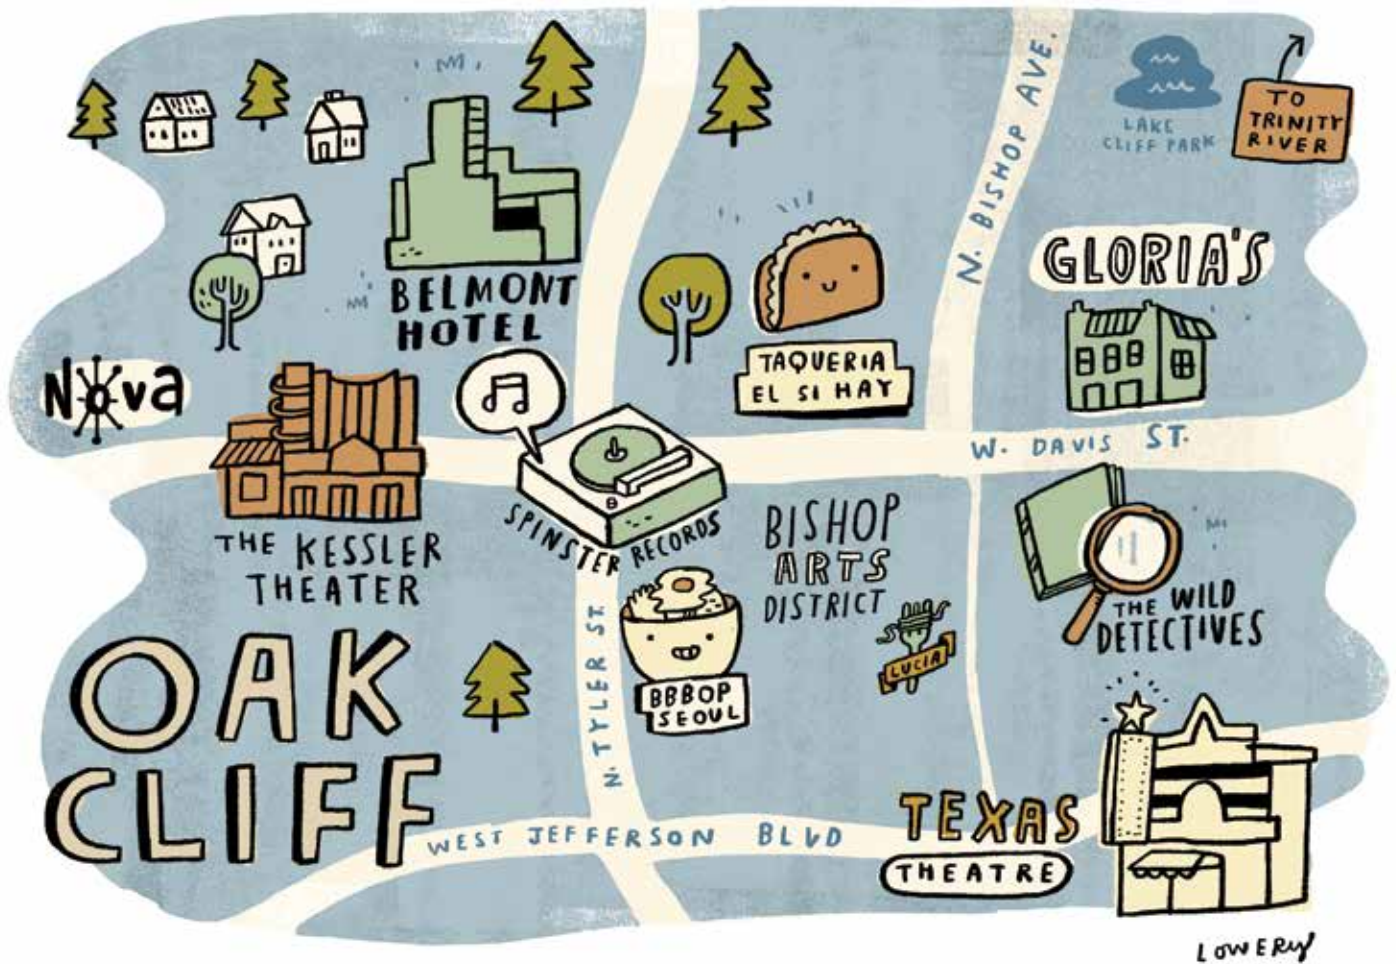 N. BISHOP AVE.
LAKE
CLIFF PARK
TO
TRINITY
RIVER
GLORIA'S
BELMONT
HOTEL
TAQUERIA
EL SI HAY
Nova
W. DAVIS ST.
THE KESSLER
THEATER
SPINSTER RECORDS
BISHOP
ARTS
DISTRICT
THE WILD
DETECTIVES
LUCIA
BBBOP
SEOUL
N. TYLER ST.
OAK
CLIFF
WEST JEFFERSON BLVD
TEXAS
THEATRE
LOWERY